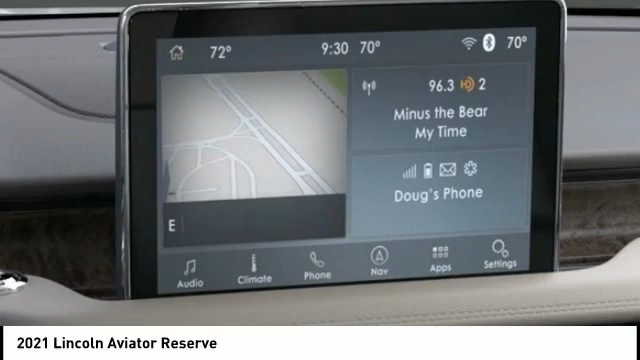 72° 9:30 70° 70°
96.3 HD 2
Minus the Bear
My Time
Doug's Phone
E
Audio Climate Phone Nav Apps Settings
2021 Lincoln Aviator Reserve